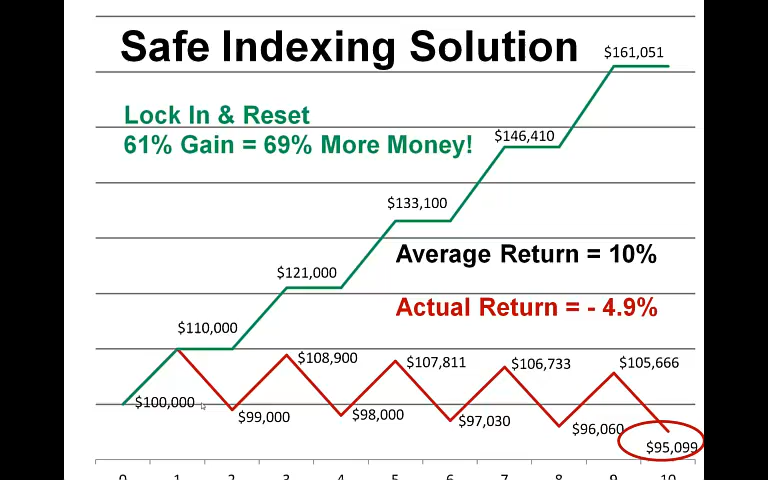 Safe Indexing Solution
$161,051
Lock In & Reset
61% Gain = 69% More Money!
$146,410
$133,100
Average Return = 10%
$121,000
Actual Return = - 4.9%
$110,000
$108,900
$107,811
$106,733
$105,666
$100,000
$99,000
$98,000
$97,030
$96,060
$95,099
0 1 2 3 4 5 6 7 8 9 10